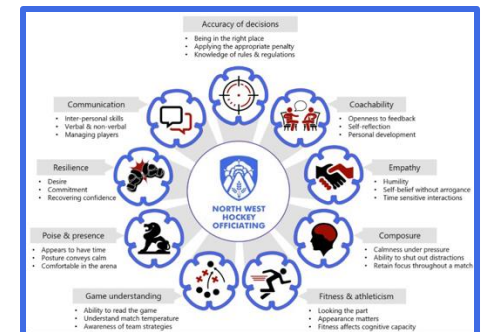 Accuracy of decisions
• Being in the right place
• Applying the appropriate penalty
• Knowledge of rules & regulations
Communication
• Inter-personal skills
• Verbal & non-verbal
• Managing players
Coachability
• Openness to feedback
• Self-reflection
• Personal development
Resilience
• Desire
• Commitment
• Recovering confidence
Empathy
• Humility
• Self-belief without arrogance
• Time sensitive interactions
NORTH WEST
HOCKEY
OFFICIATING
Poise & presence
• Appears to have time
• Posture conveys calm
• Comfortable in the arena
Composure
• Calmness under pressure
• Ability to shut out distractions
• Retain focus throughout a match
Game understanding
• Ability to read the game
• Understand match temperature
• Awareness of team strategies
Fitness & athleticism
• Looking the part
• Appearance matters
• Fitness affects cognitive capacity